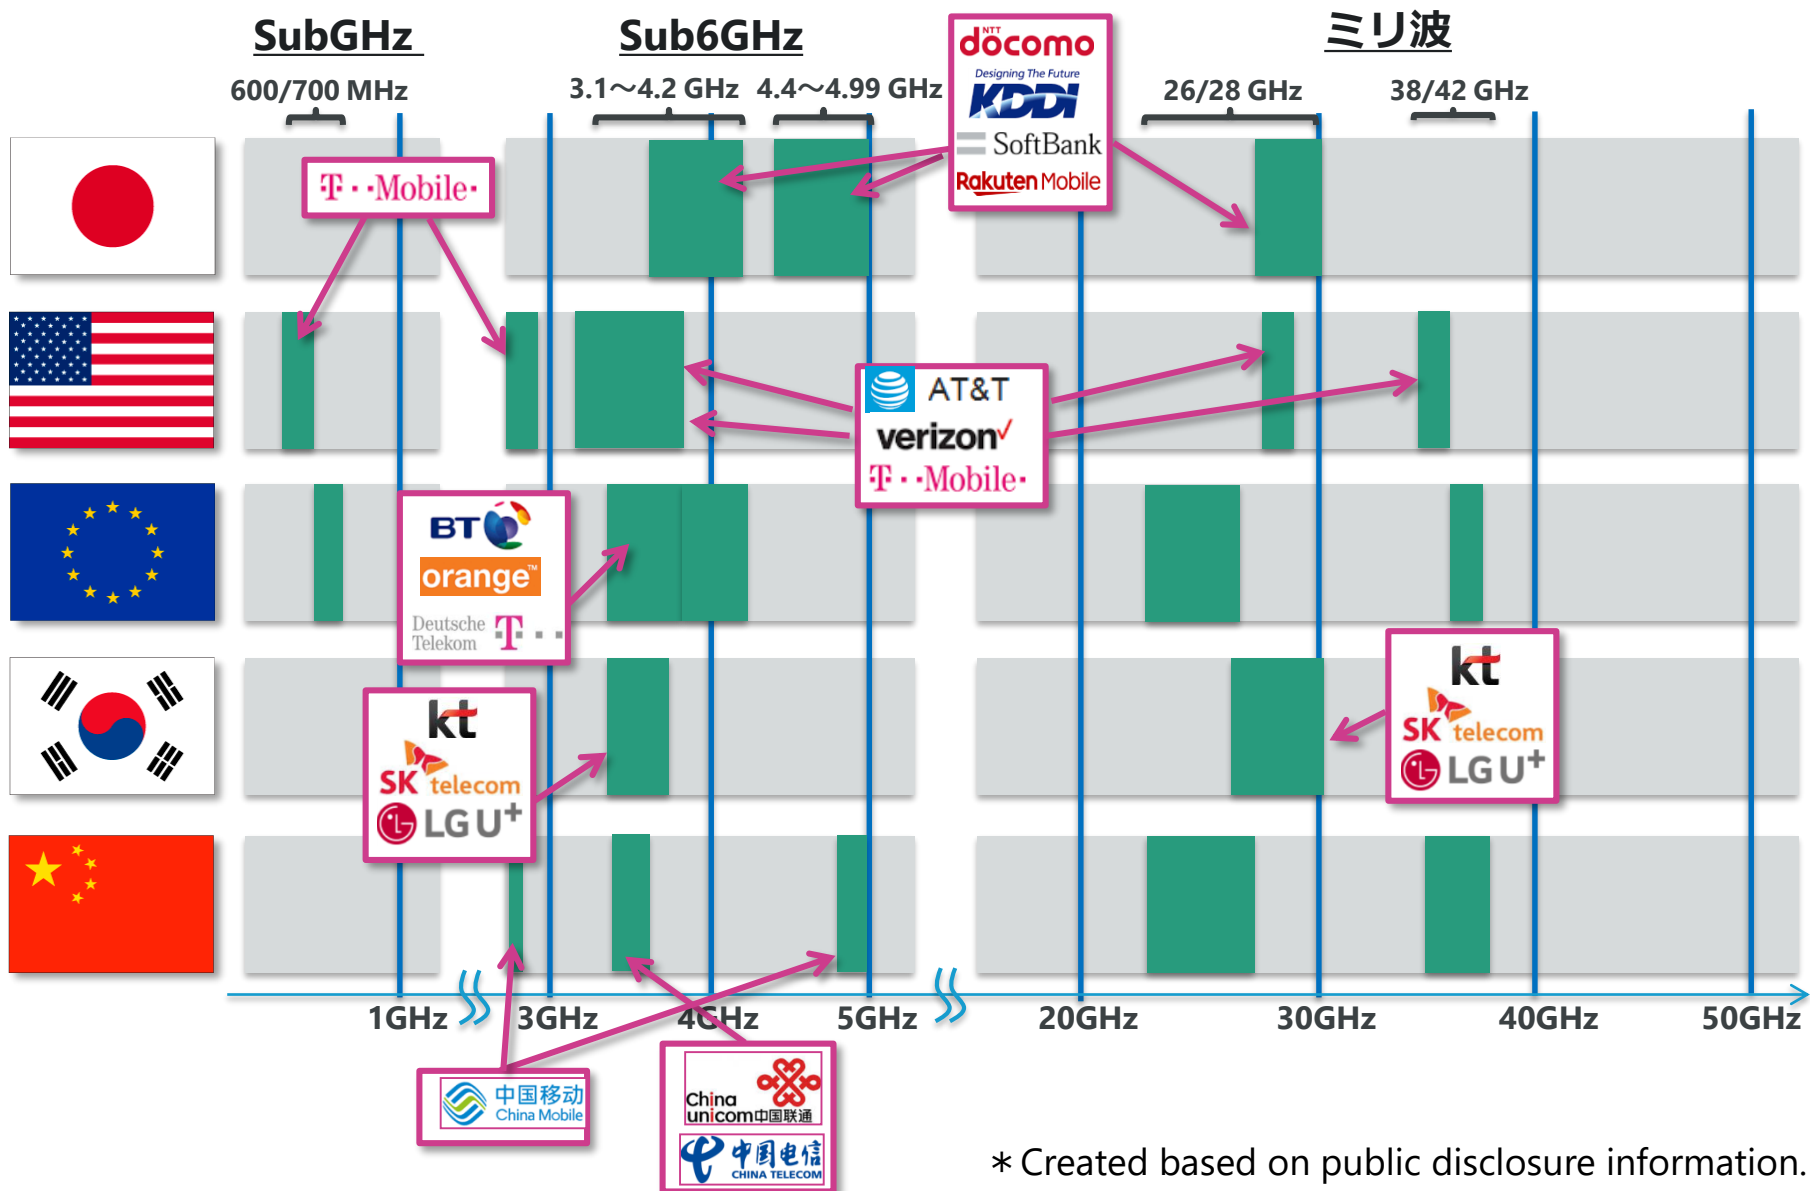 SubGHz
Sub6GHz
ミリ波
600/700 MHz
3.1～4.2 GHz
4.4～4.99 GHz
26/28 GHz
38/42 GHz
NTT
döcomo
Designing The Future
KDDI
SoftBank
Rakuten Mobile
T··Mobile·
AT&T
verizon✓
T··Mobile·
BT
orange™
Deutsche
Telekom
T··
kt
SK telecom
LG U+
kt
SK telecom
LG U+
1GHz
3GHz
4GHz
5GHz
20GHz
30GHz
40GHz
50GHz
中国移动
China Mobile
China
unicom中国联通
中国电信
CHINA TELECOM
＊Created based on public disclosure information.